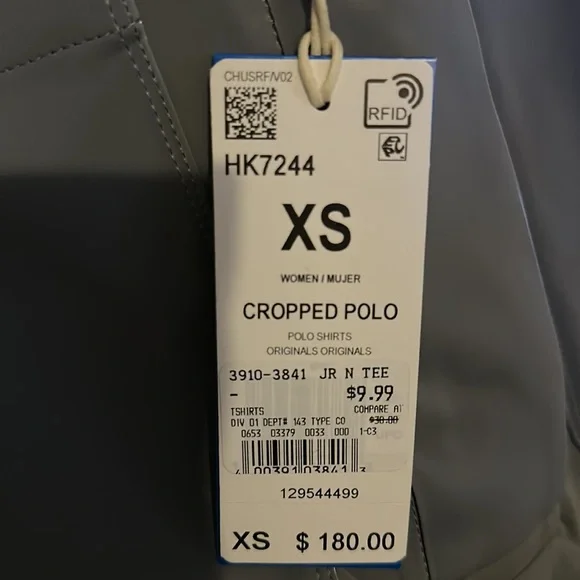 CHUSRF/V02
RFID
HK7244
XS
WOMEN / MUJER
CROPPED POLO
POLO SHIRTS
ORIGINALS ORIGINALS
3910-3841 JR N TEE
- $9.99
TSHIRTS COMPARE AT
DIV 01 DEPT# 143 TYPE CO $30.00
0653 03379 0033 000 1-C3
4 00391 03841 3
129544499
XS $ 180.00